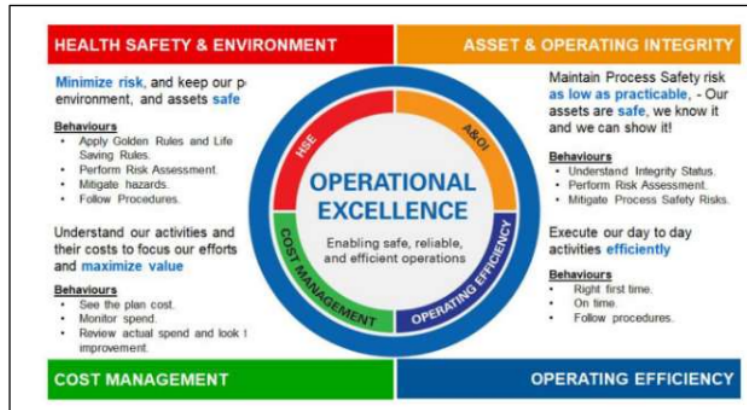 HEALTH SAFETY & ENVIRONMENT
Minimize risk, and keep our p
environment, and assets safe
Behaviours
• Apply Golden Rules and Life
Saving Rules.
• Perform Risk Assessment.
• Mitigate hazards.
• Follow Procedures.
ASSET & OPERATING INTEGRITY
Maintain Process Safety risk
as low as practicable, - Our
assets are safe, we know it
and we can show it!
Behaviours
• Understand Integrity Status.
• Perform Risk Assessment.
• Mitigate Process Safety Risks.
HSE
A&OI
OPERATIONAL
EXCELLENCE
Enabling safe, reliable,
and efficient operations
COST MANAGEMENT
OPERATING EFFICIENCY
Understand our activities and
their costs to focus our efforts
and maximize value
Behaviours
• See the plan cost.
• Monitor spend.
• Review actual spend and look f
improvement.
COST MANAGEMENT
Execute our day to day
activities efficiently
Behaviours
• Right first time.
• On time.
• Follow procedures.
OPERATING EFFICIENCY